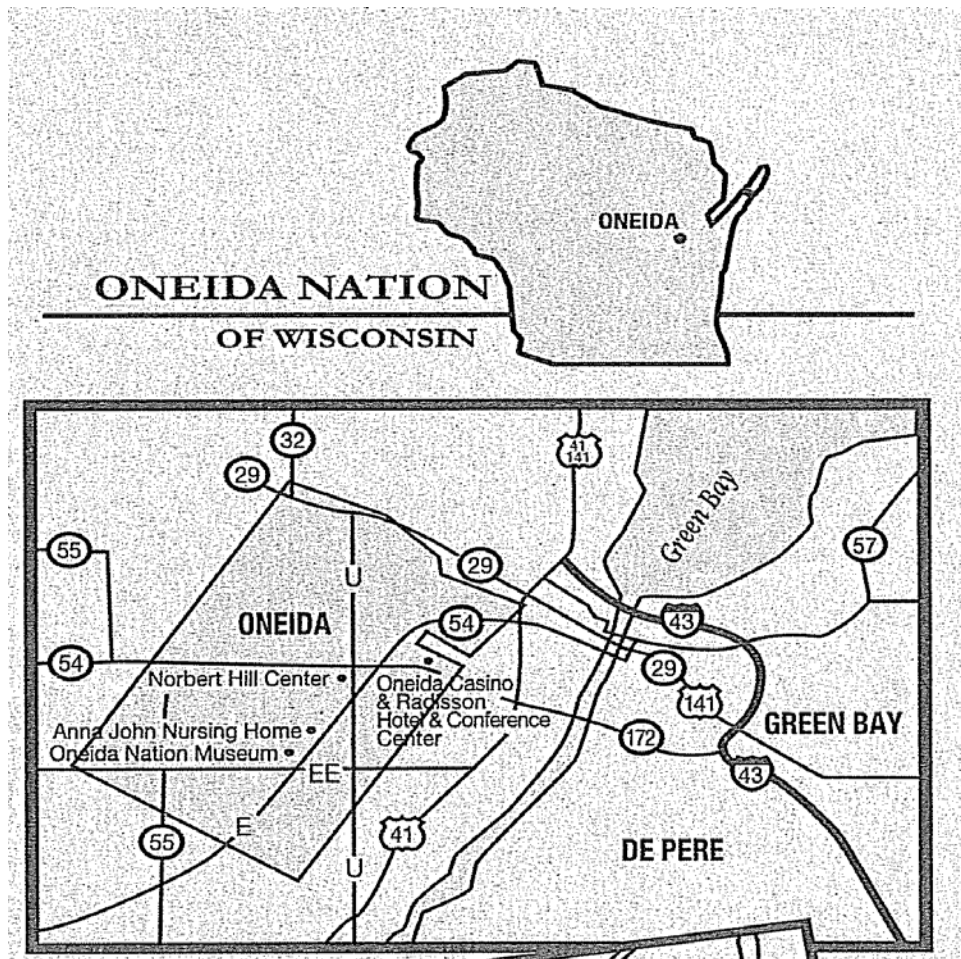 ONEIDA
ONEIDA NATION
OF WISCONSIN
32
41
141
29
Green Bay
55
57
29
U
43
ONEIDA
54
54
29
Norbert Hill Center
Oneida Casino
& Radisson
Hotel & Conference
Center
141
GREEN BAY
Anna John Nursing Home
172
Oneida Nation Museum
EE
43
E
41
55
DE PERE
U